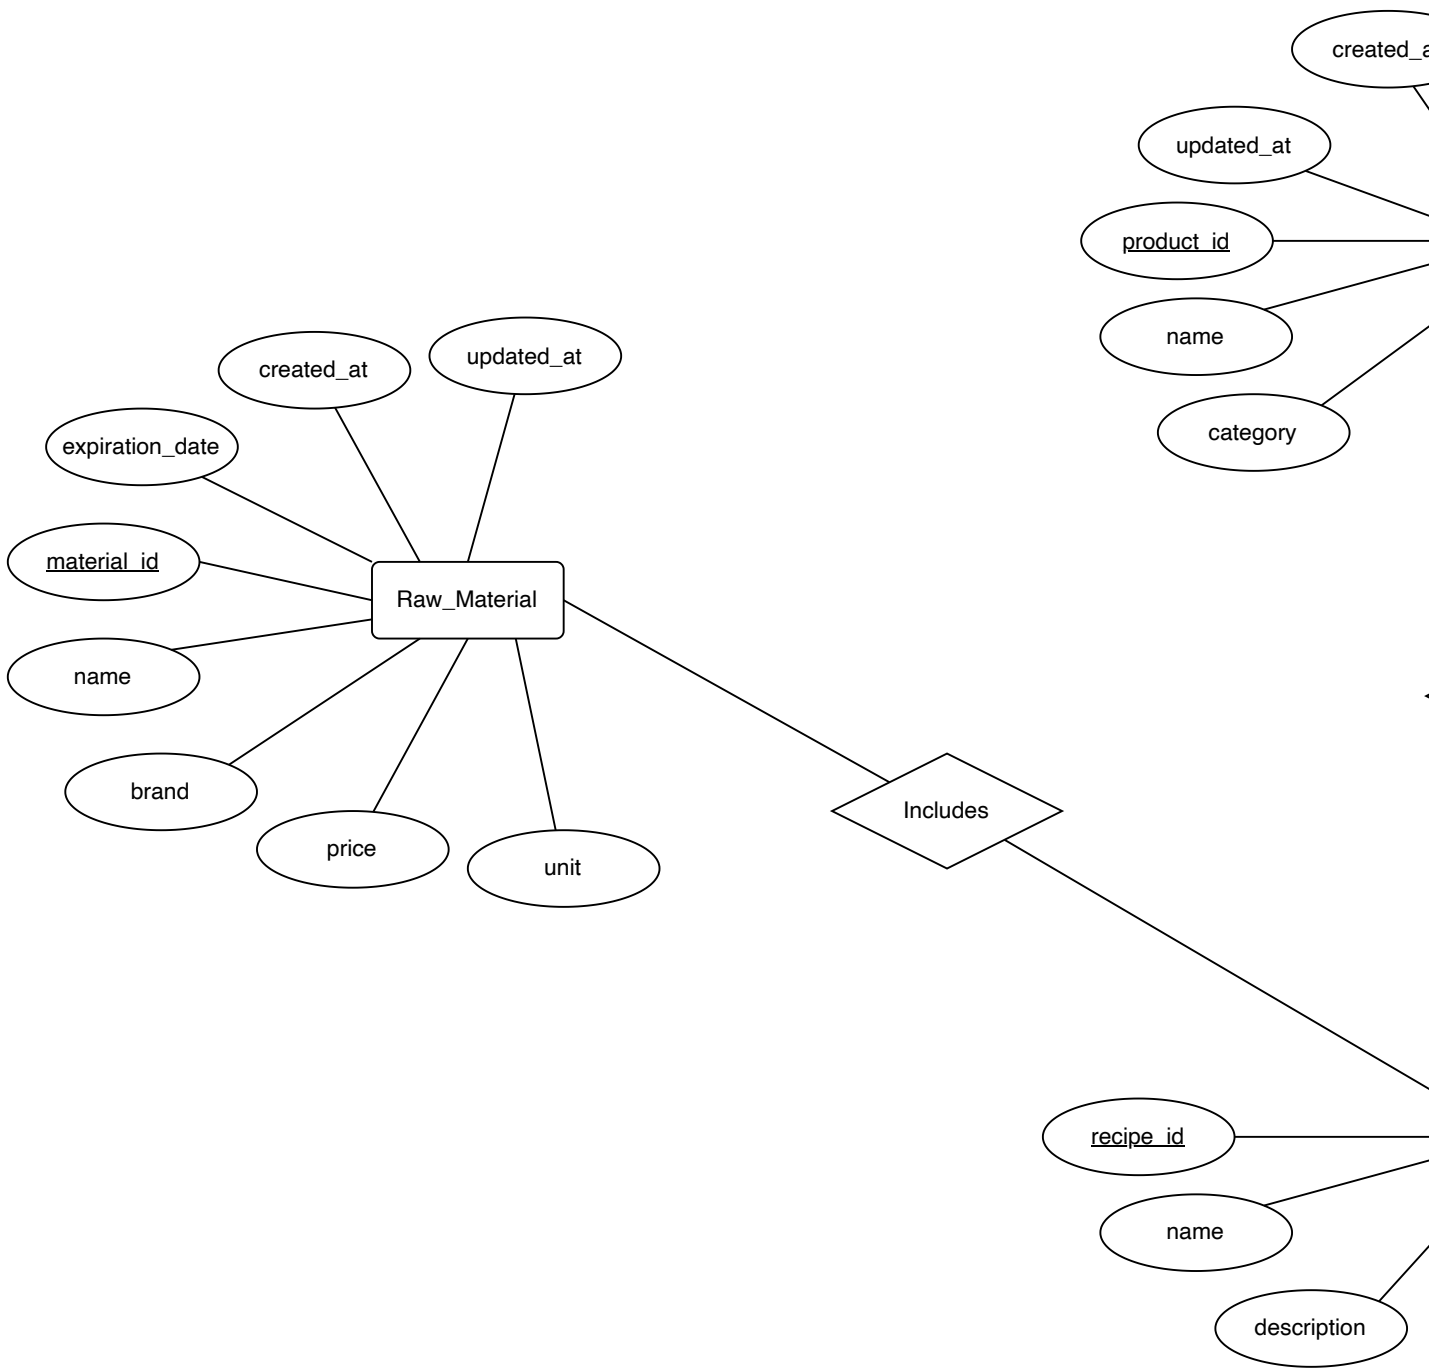 created_a
updated_at
product_id
name
category
updated_at
created_at
expiration_date
material_id
Raw_Material
name
brand
price
unit
Includes
recipe_id
name
description